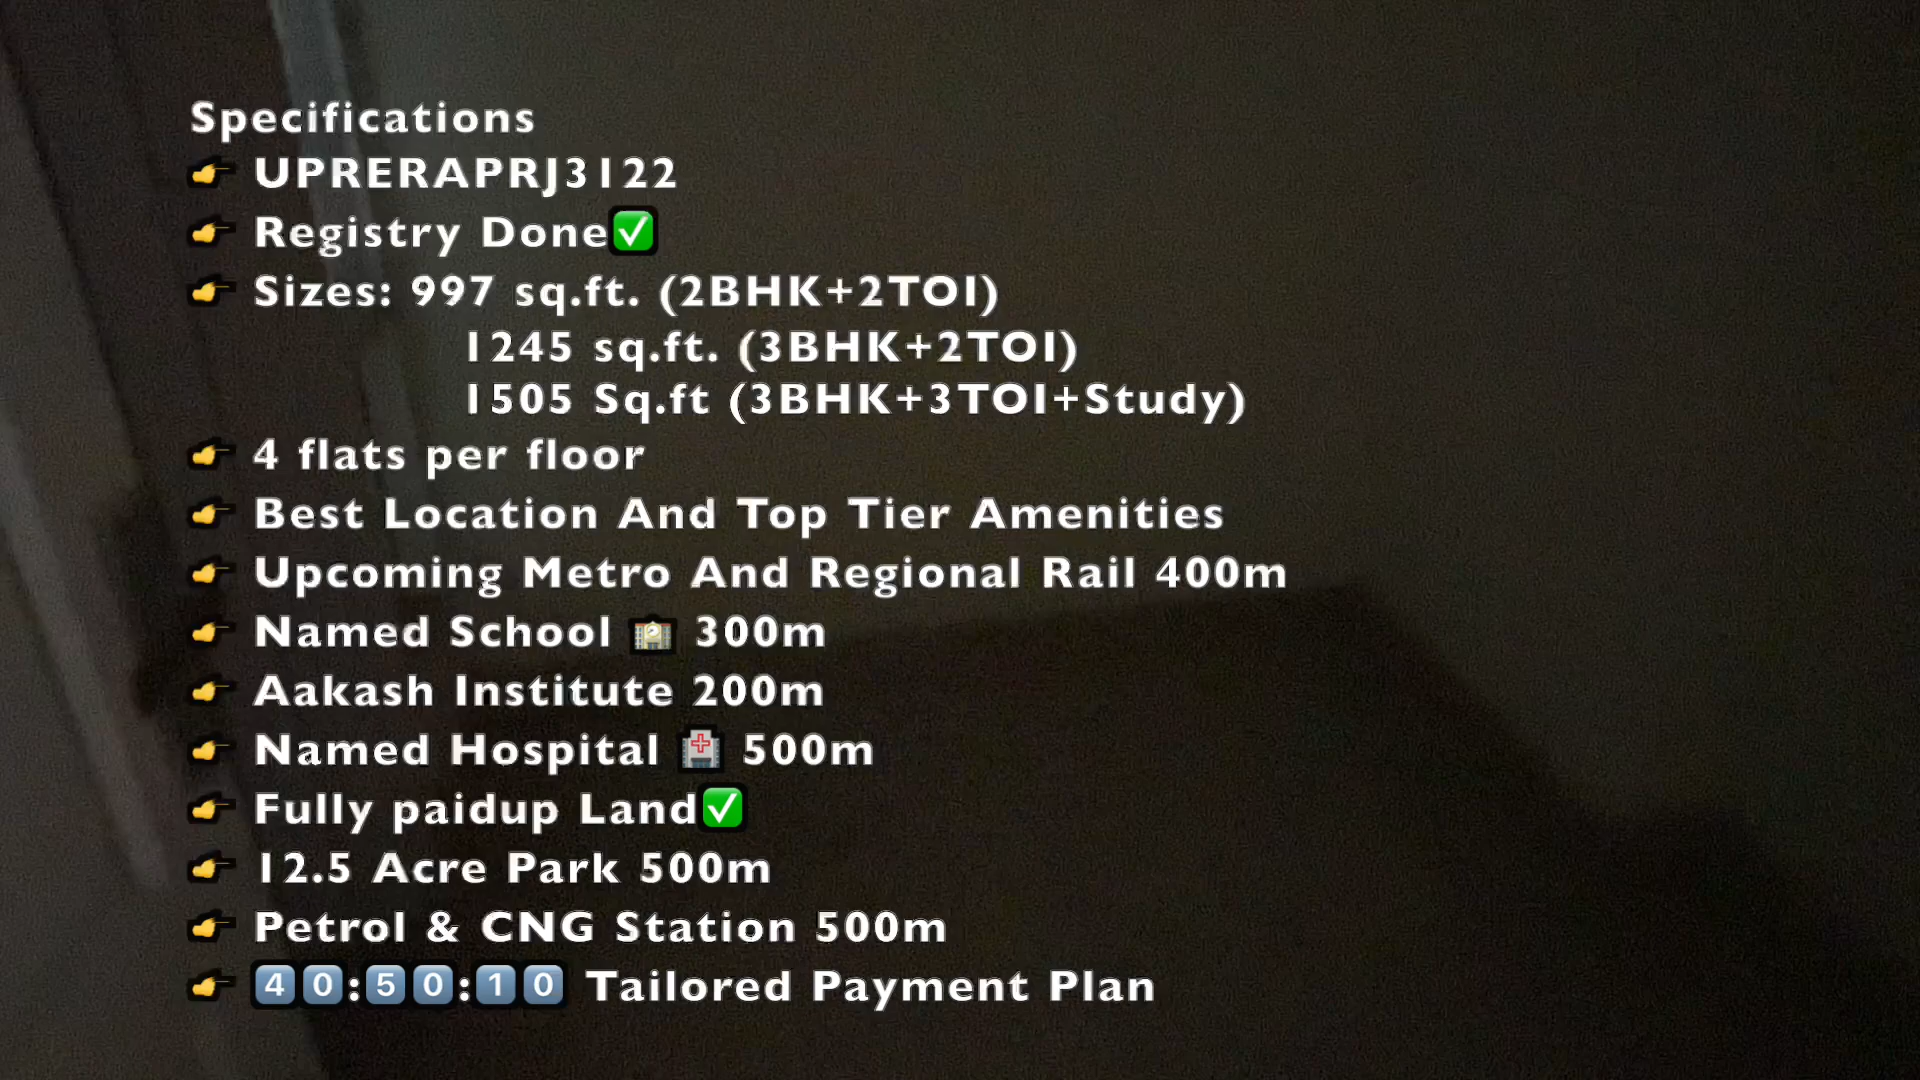 Specifications
👉 UPRERAPRJ3122
👉 Registry Done✅
👉 Sizes: 997 sq.ft. (2BHK+2TOI)
1245 sq.ft. (3BHK+2TOI)
1505 Sq.ft (3BHK+3TOI+Study)
👉 4 flats per floor
👉 Best Location And Top Tier Amenities
👉 Upcoming Metro And Regional Rail 400m
👉 Named School 🏫 300m
👉 Aakash Institute 200m
👉 Named Hospital 🏥 500m
👉 Fully paidup Land✅
👉 12.5 Acre Park 500m
👉 Petrol & CNG Station 500m
👉 4️⃣0️⃣:5️⃣0️⃣:1️⃣0️⃣ Tailored Payment Plan